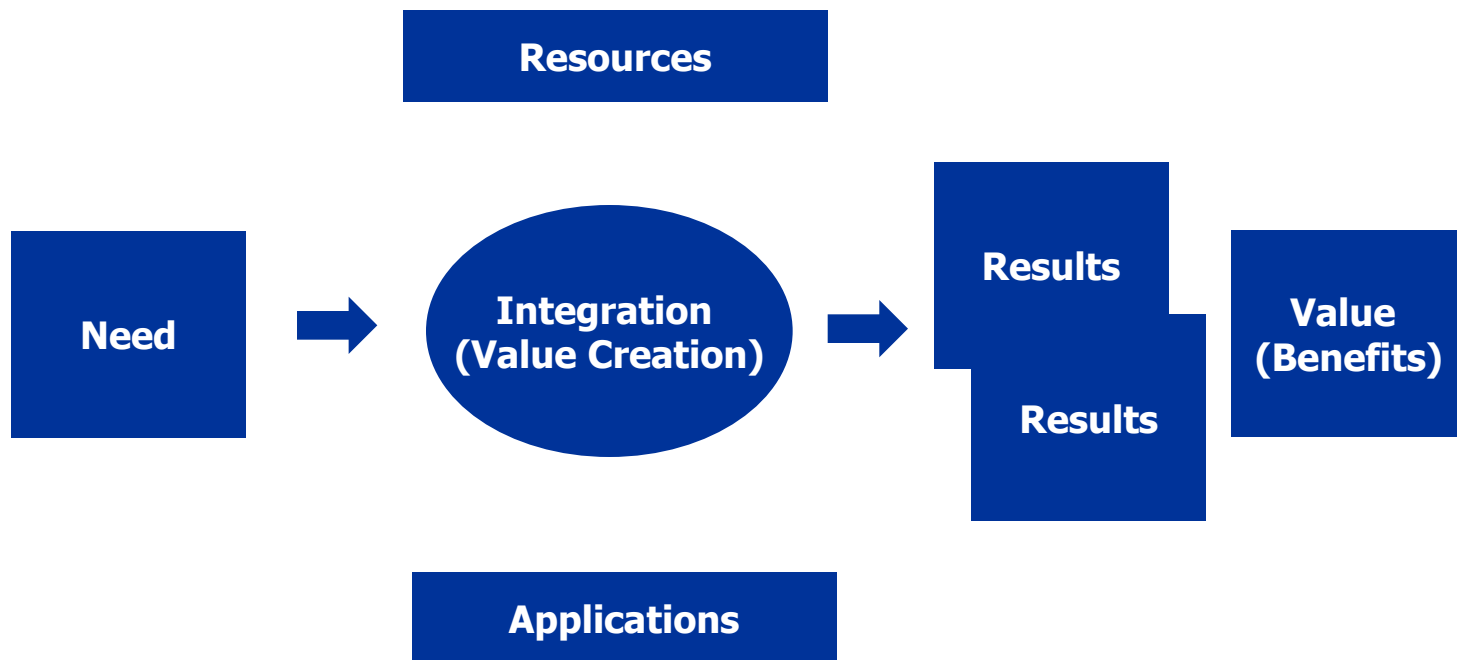 Resources
Need
Integration
(Value Creation)
Results
Results
Value
(Benefits)
Applications